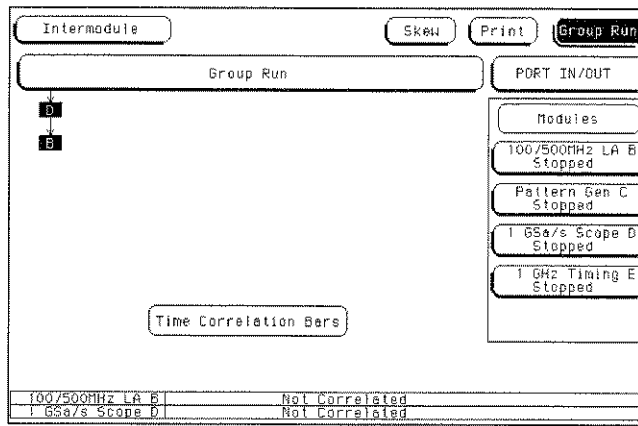 Intermodule
Skew
Print
Group Run
Group Run
PORT IN/OUT
D
B
Modules
100/500MHz LA B
Stopped
Pattern Gen C
Stopped
1 GSa/s Scope D
Stopped
1 GHz Timing E
Stopped
Time Correlation Bars
100/500MHz LA B
Not Correlated
1 GSa/s Scope D
Not Correlated